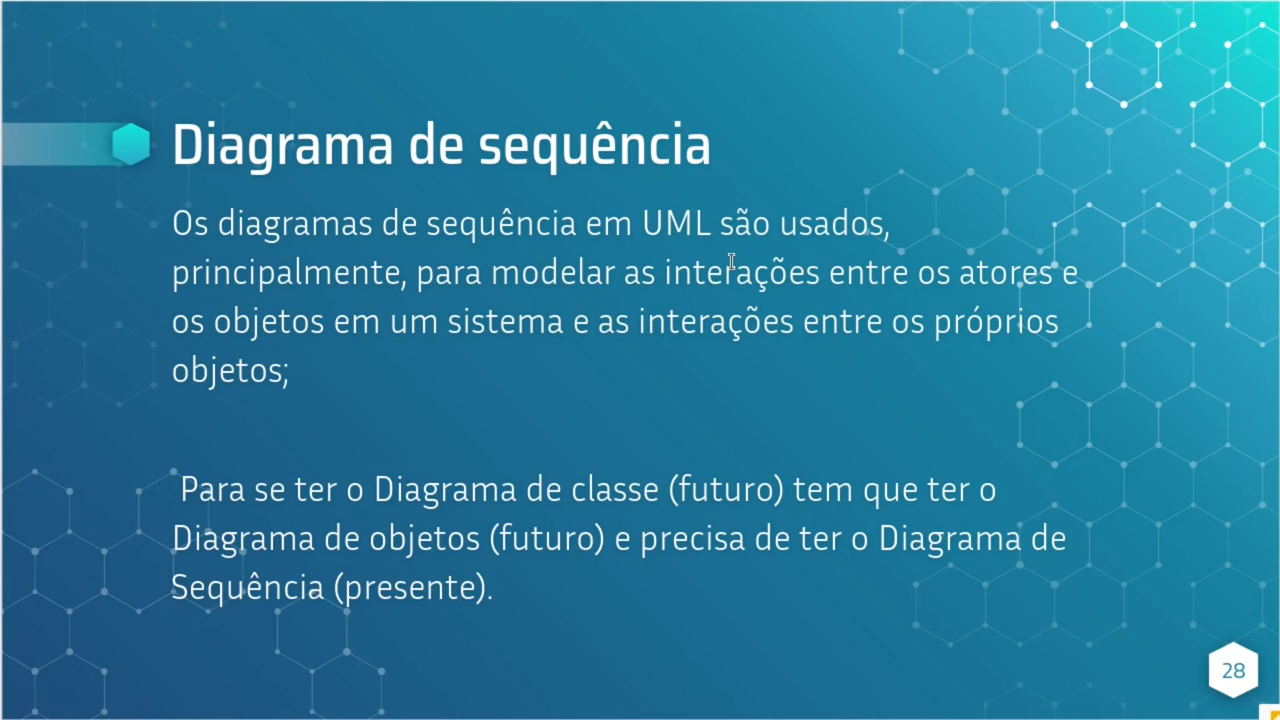 Diagrama de sequência
Os diagramas de sequência em UML são usados,
principalmente, para modelar as interações entre os atores e
os objetos em um sistema e as interações entre os próprios
objetos;
Para se ter o Diagrama de classe (futuro) tem que ter o
Diagrama de objetos (futuro) e precisa de ter o Diagrama de
Sequência (presente).
28